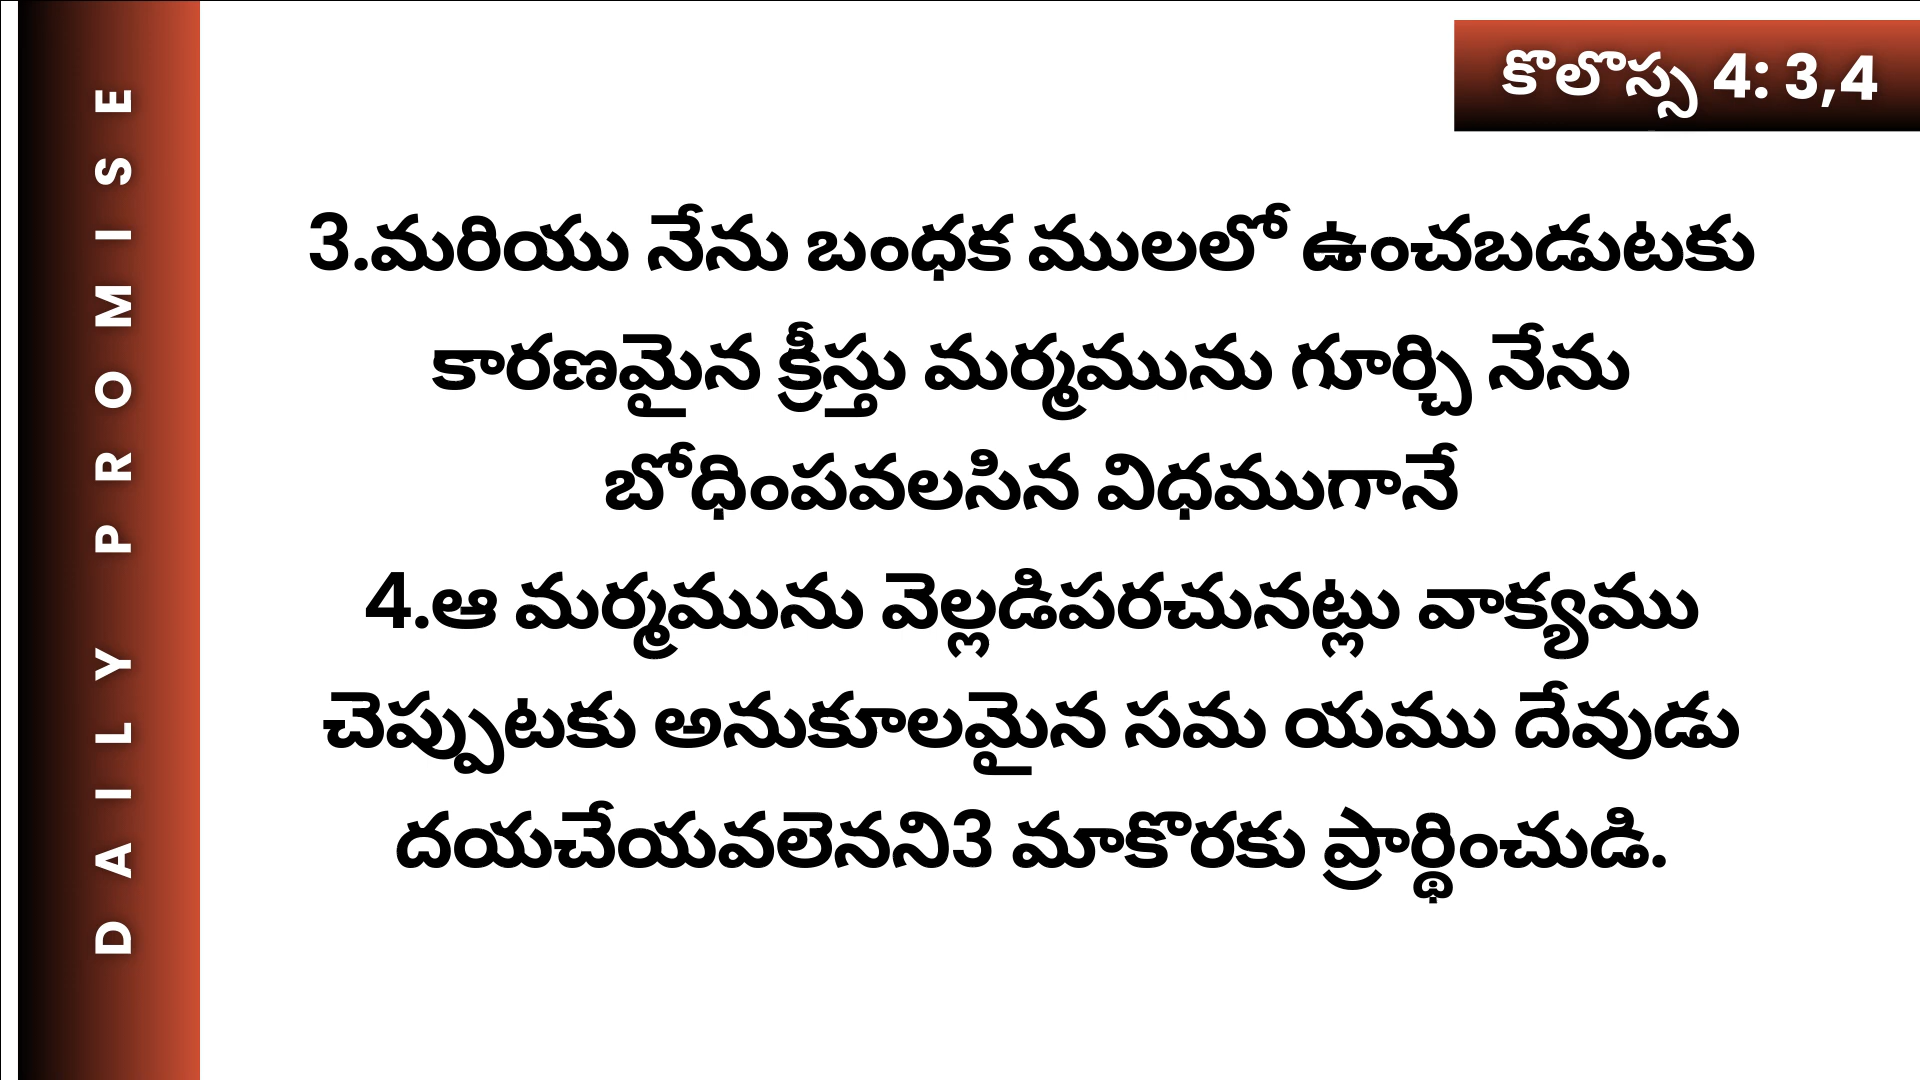 DAILY PROMISE
కొలొస్స 4: 3,4
3.మరియు నేను బంధక ములలో ఉంచబడుటకు
కారణమైన క్రీస్తు మర్మమును గూర్చి నేను
బోధింపవలసిన విధముగానే
4.ఆ మర్మమును వెల్లడిపరచునట్లు వాక్యము
చెప్పుటకు అనుకూలమైన సమ యము దేవుడు
దయచేయవలెనని3 మాకొరకు ప్రార్థించుడి.